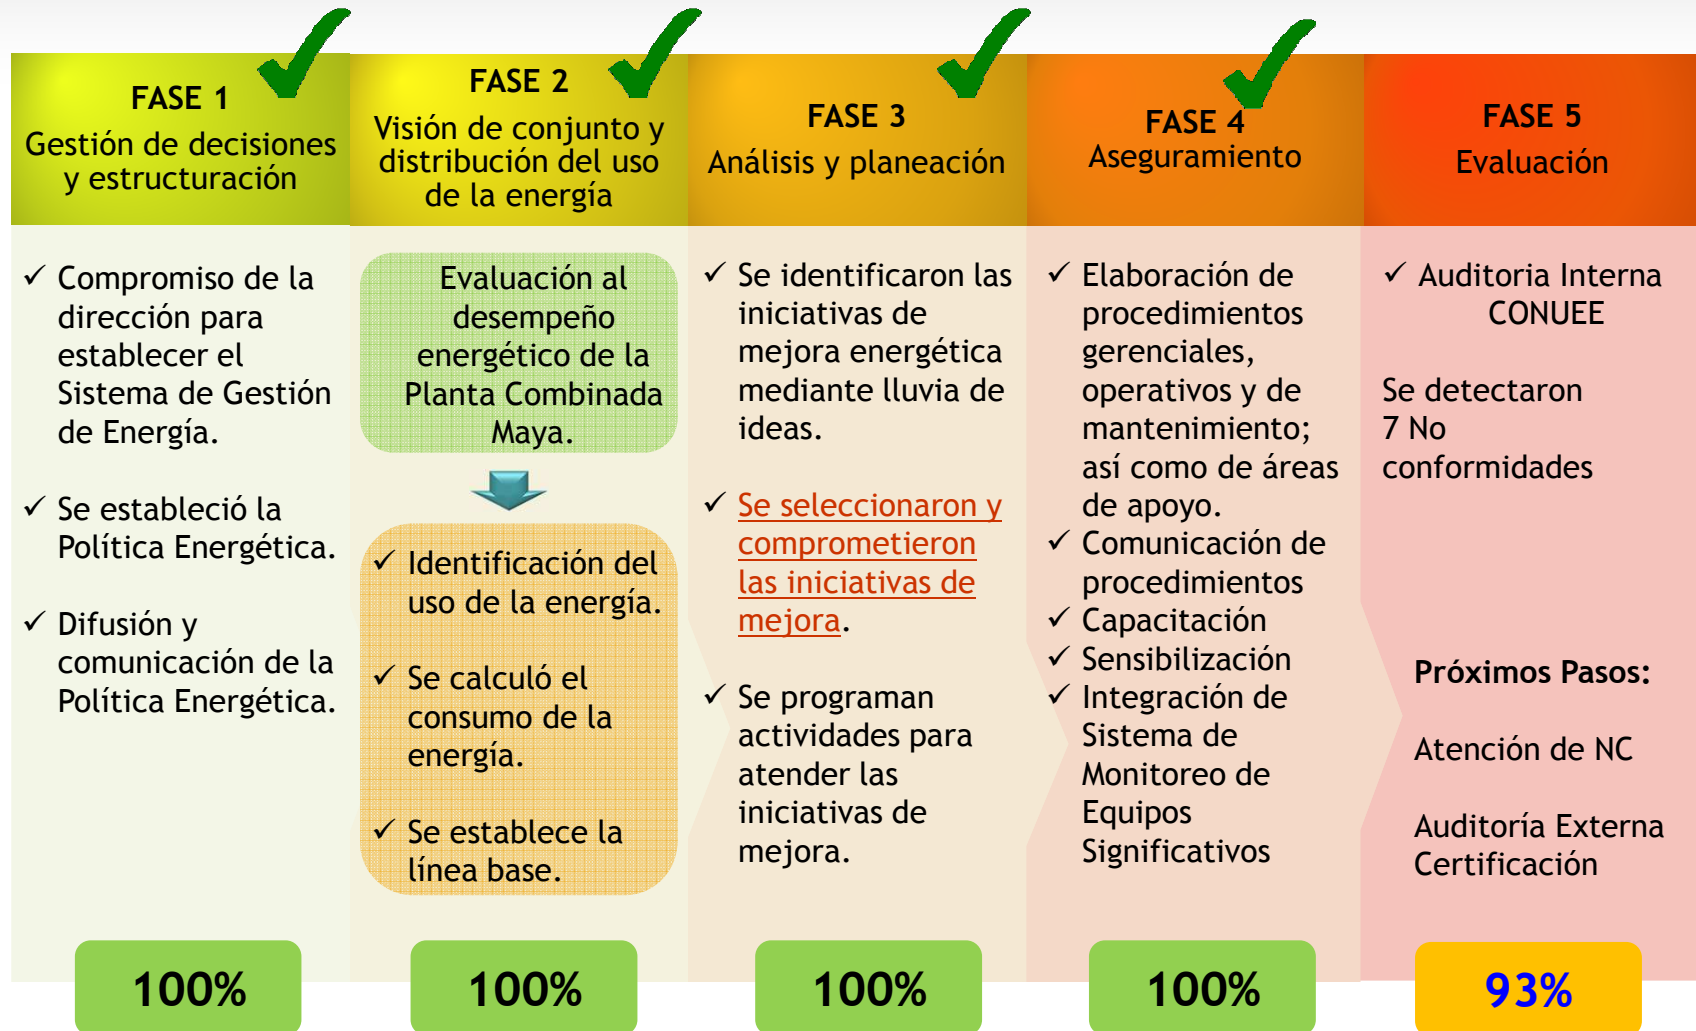 FASE 1
Gestión de decisiones
y estructuración
✓ Compromiso de la
dirección para
establecer el
Sistema de Gestión
de Energía.
✓ Se estableció la
Política Energética.
✓ Difusión y
comunicación de la
Política Energética.
100%
FASE 2
Visión de conjunto y
distribución del uso
de la energía
Evaluación al
desempeño
energético de la
Planta Combinada
Maya.
✓ Identificación del
uso de la energía.
✓ Se calculó el
consumo de la
energía.
✓ Se establece la
línea base.
100%
FASE 3
Análisis y planeación
✓ Se identificaron las
iniciativas de
mejora energética
mediante lluvia de
ideas.
✓ Se seleccionaron y
comprometieron
las iniciativas de
mejora.
✓ Se programan
actividades para
atender las
iniciativas de
mejora.
100%
FASE 4
Aseguramiento
✓ Elaboración de
procedimientos
gerenciales,
operativos y de
mantenimiento;
así como de áreas
de apoyo.
✓ Comunicación de
procedimientos
✓ Capacitación
✓ Sensibilización
✓ Integración de
Sistema de
Monitoreo de
Equipos
Significativos
100%
FASE 5
Evaluación
✓ Auditoria Interna
CONUEE
Se detectaron
7 No
conformidades
Próximos Pasos:
Atención de NC
Auditoría Externa
Certificación
93%